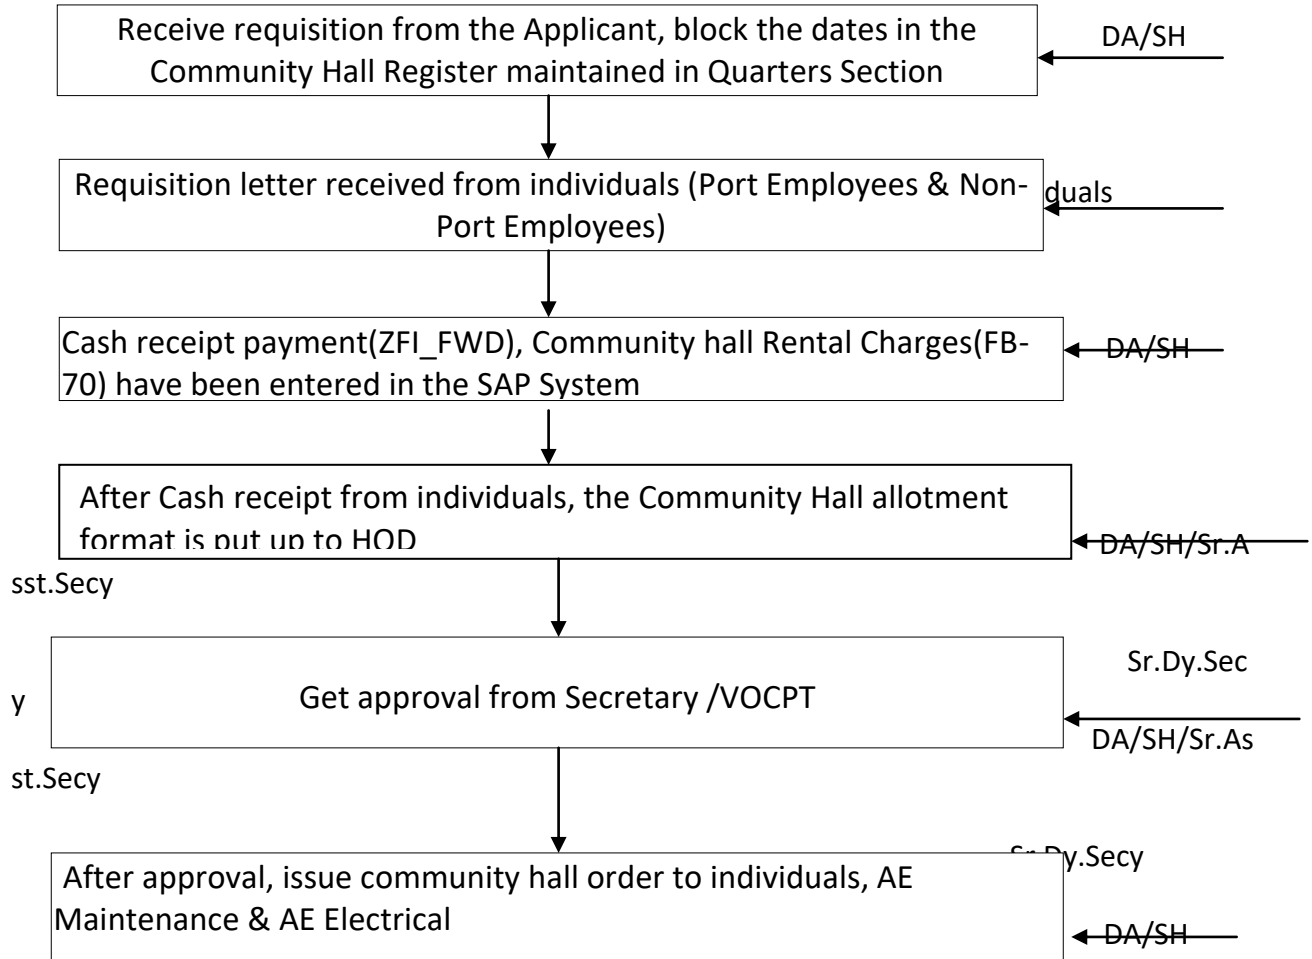 Receive requisition from the Applicant, block the dates in the
Community Hall Register maintained in Quarters Section
DA/SH
Requisition letter received from individuals (Port Employees & Non-
Port Employees)
duals
Cash receipt payment(ZFI_FWD), Community hall Rental Charges(FB-
70) have been entered in the SAP System
DA/SH
After Cash receipt from individuals, the Community Hall allotment
format is put up to HOD
DA/SH/Sr.A
sst.Secy
Sr.Dy.Sec
y
Get approval from Secretary /VOCPT
DA/SH/Sr.As
st.Secy
Sr.Dy.Secy
After approval, issue community hall order to individuals, AE
Maintenance & AE Electrical
DA/SH